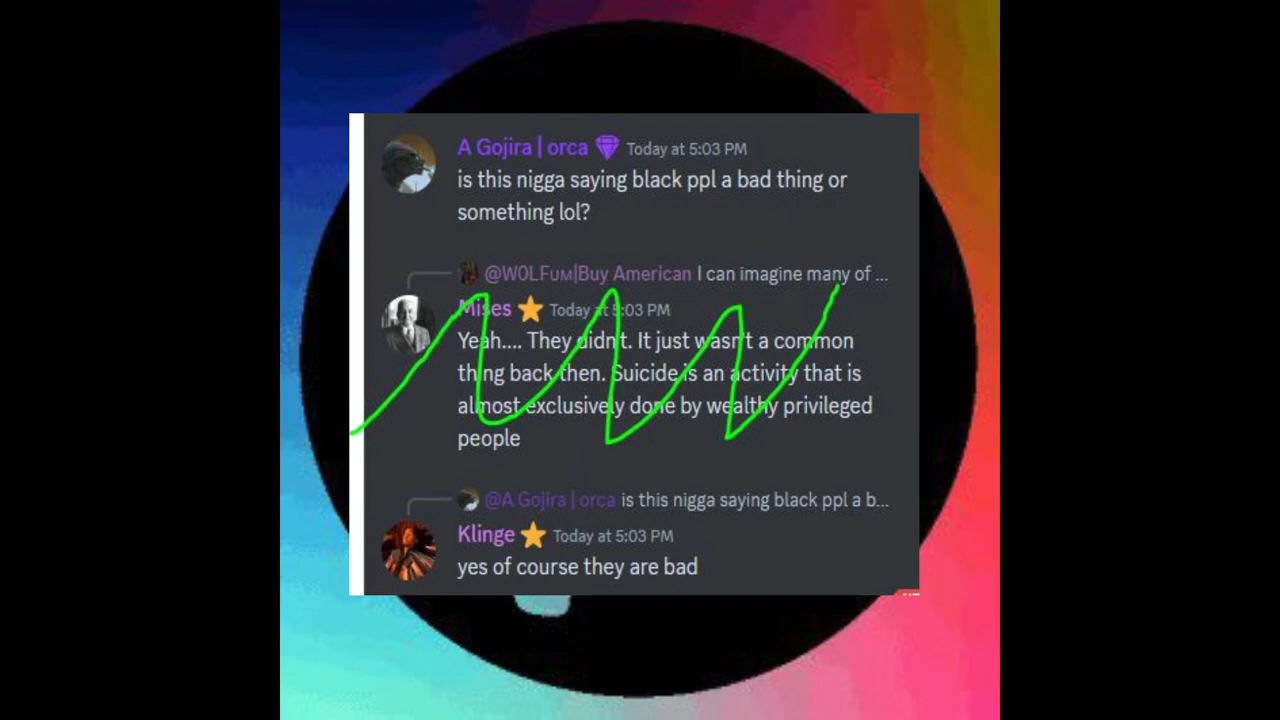 A Gojira | orca Today at 5:03 PM
is this nigga saying black ppl a bad thing or
something lol?
@W0LFᴜᴍ|Buy American I can imagine many of ...
Mises Today at 5:03 PM
Yeah.... They didn't. It just wasn't a common
thing back then. Suicide is an activity that is
almost exclusively done by wealthy privileged
people
@A Gojira | orca is this nigga saying black ppl a b...
Klinge Today at 5:03 PM
yes of course they are bad